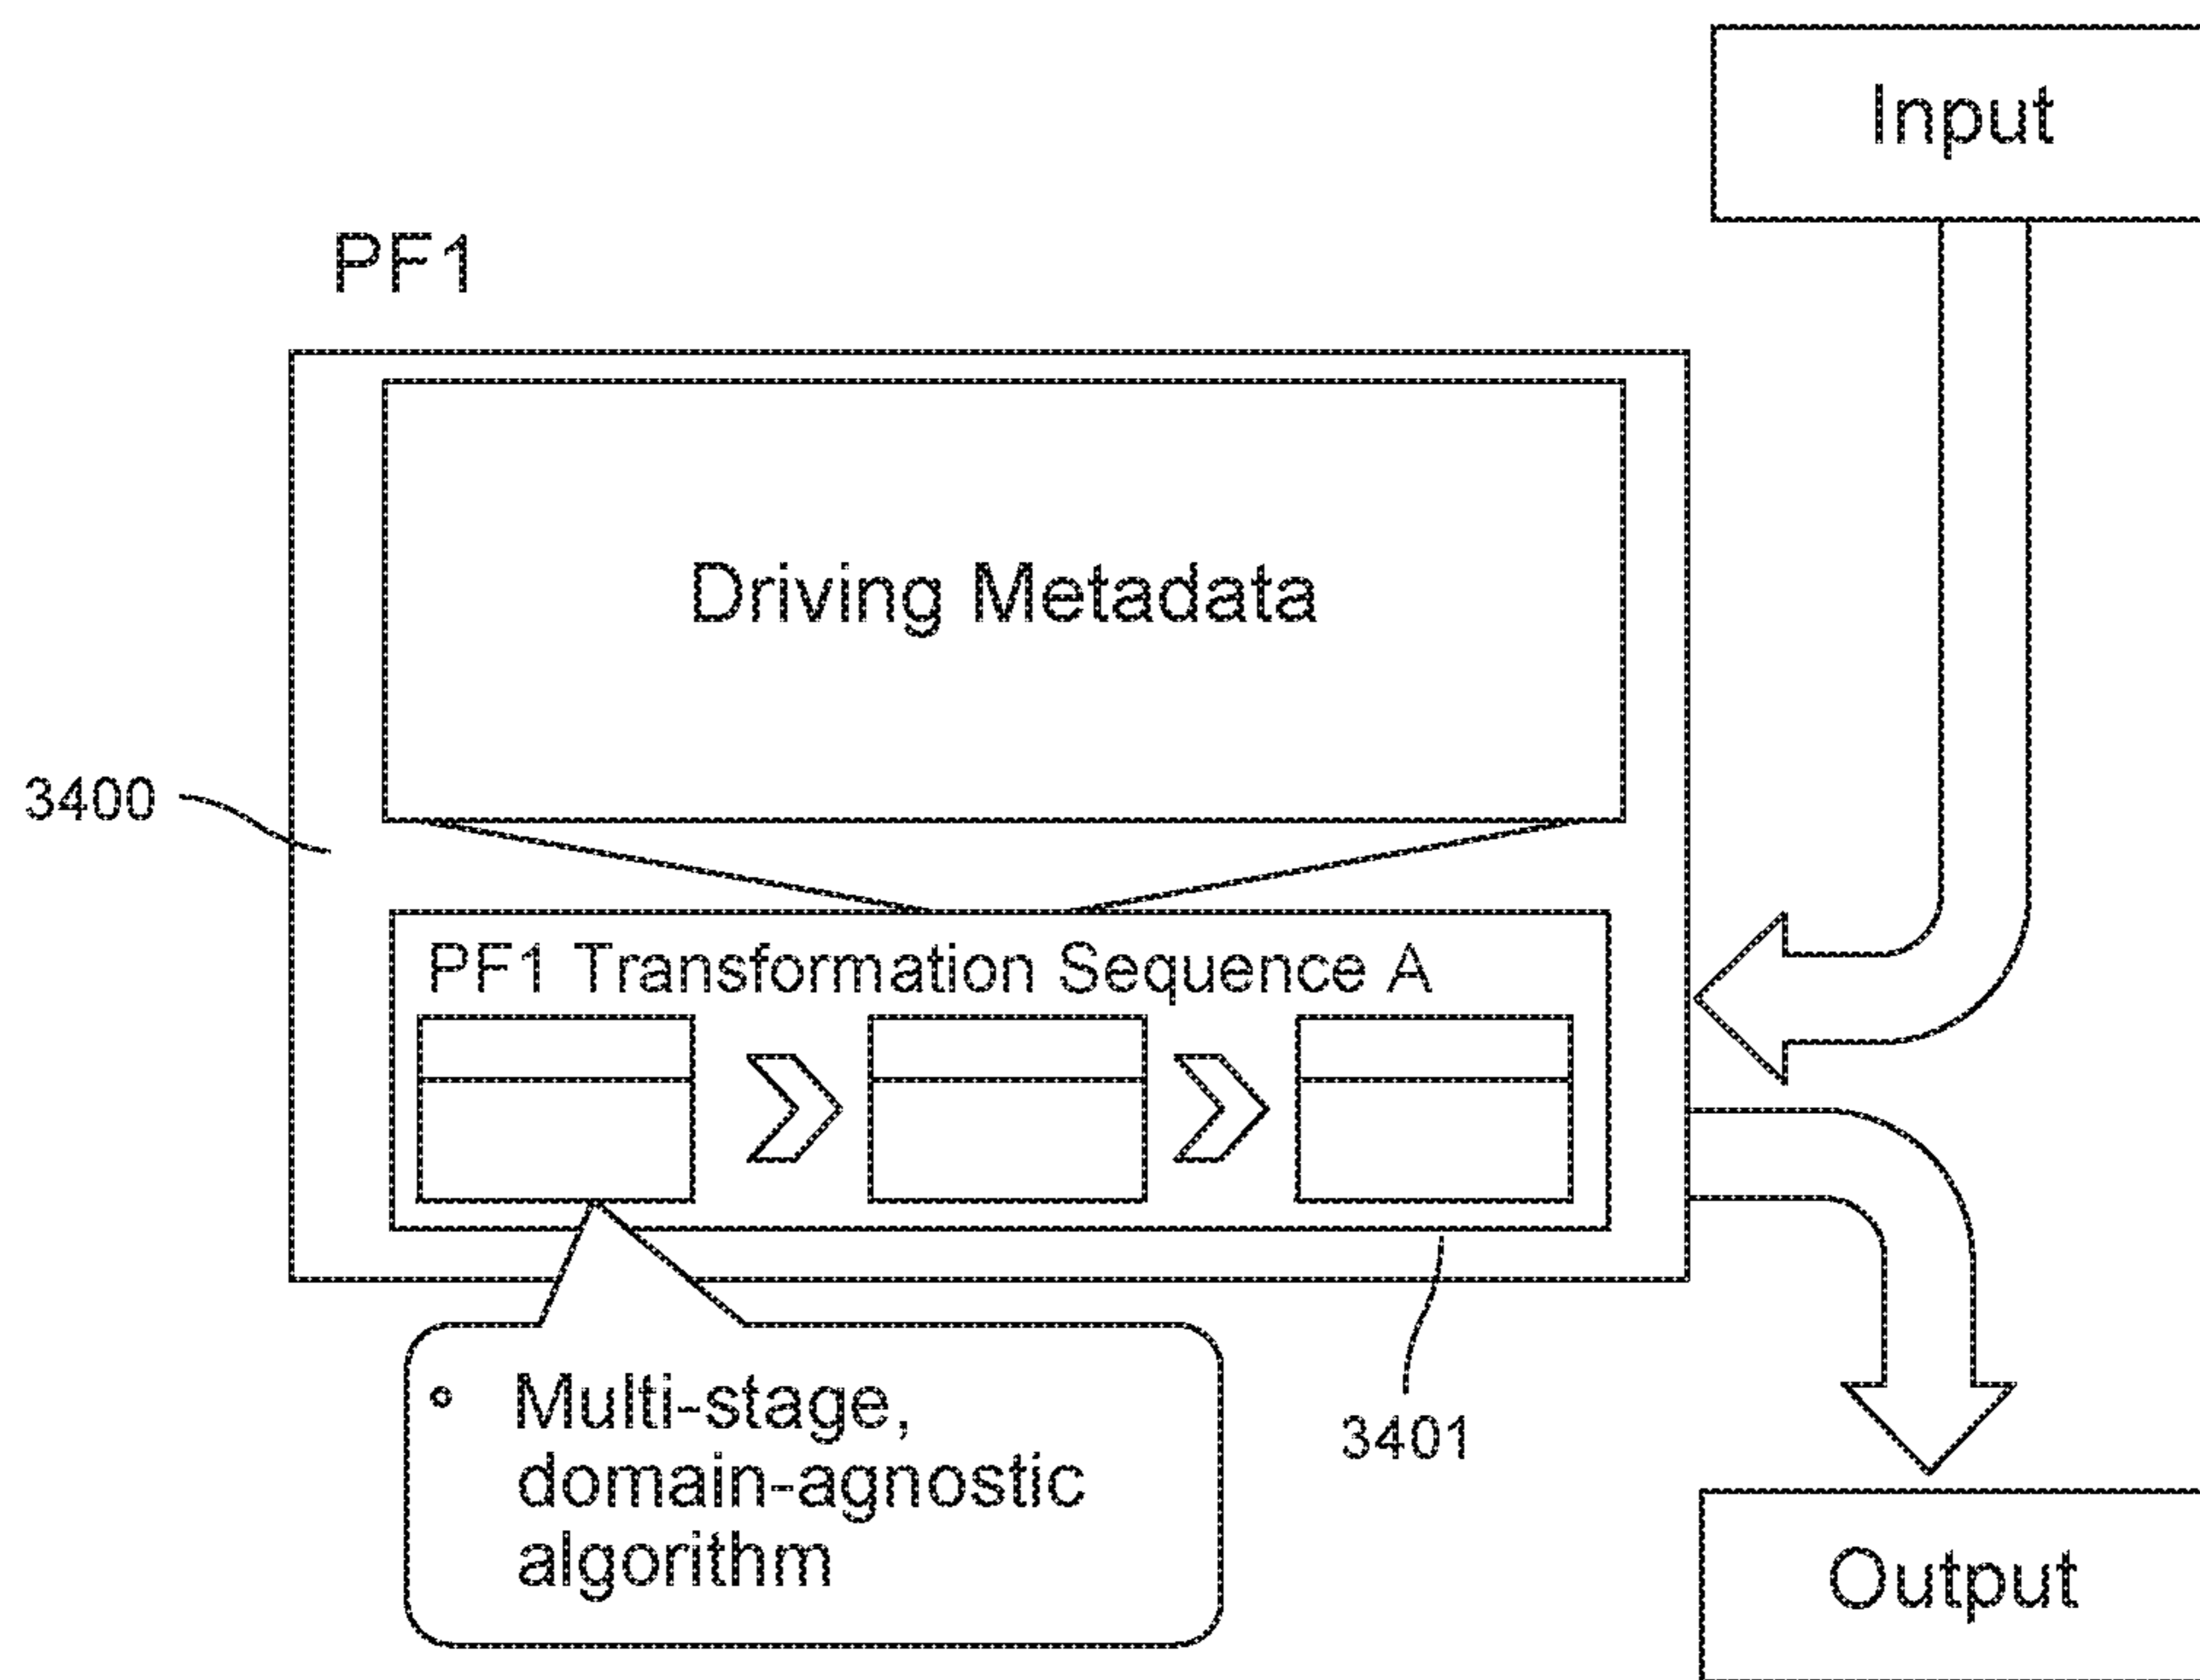 Input
PF1
Driving Metadata
3400
PF1 Transformation Sequence A
• Multi-stage,
domain-agnostic
algorithm
3401
Output